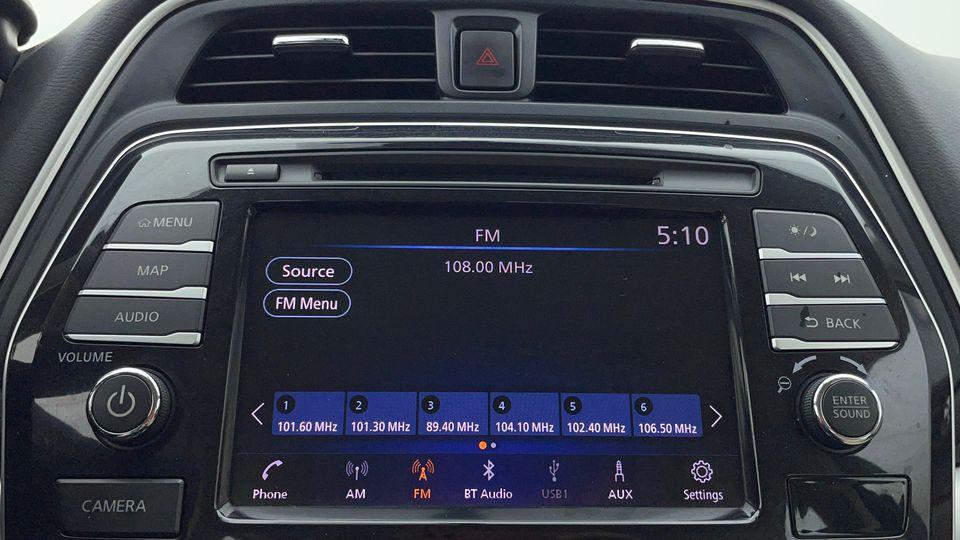 MENU
MAP
AUDIO
VOLUME
CAMERA
FM
5:10
Source
108.00 MHz
FM Menu
1 2 3 4 5 6
101.60 MHz 101.30 MHz 89.40 MHz 104.10 MHz 102.40 MHz 106.50 MHz
Phone AM FM BT Audio USB1 AUX Settings
BACK
ENTER
SOUND